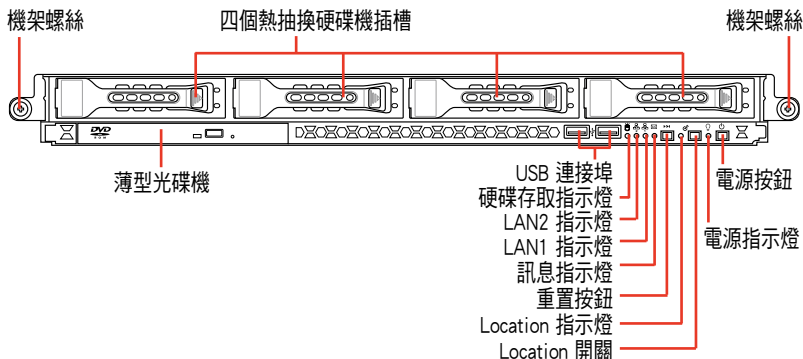 機架螺絲
四個熱抽換硬碟機插槽
機架螺絲
DVD
ROM
薄型光碟機
USB 連接埠
硬碟存取指示燈
LAN2 指示燈
LAN1 指示燈
訊息指示燈
重置按鈕
Location 指示燈
Location 開關
電源按鈕
電源指示燈